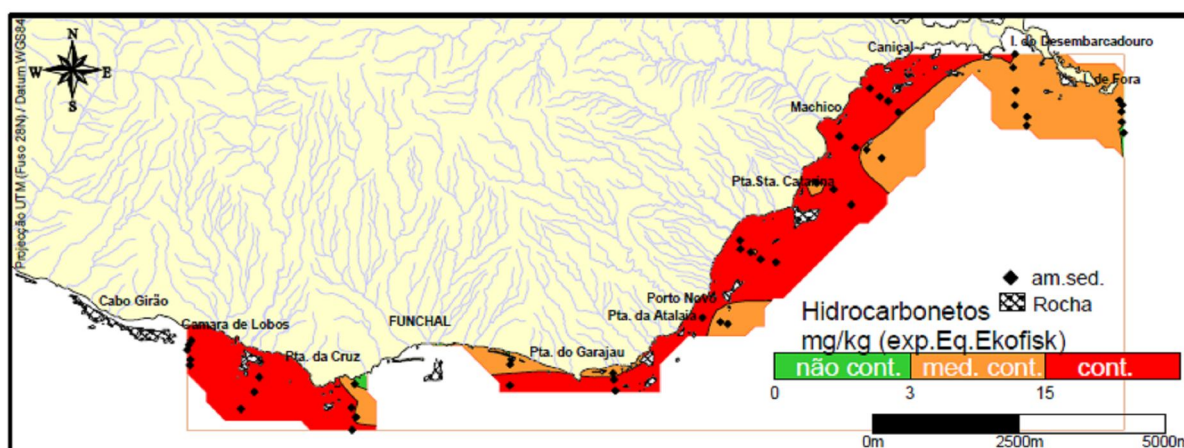 N
W E
S
Projecção UTM (Fuso 28N) / Datum WGS84
Caniçal
I. do Desembarcadouro
I. de Fora
Machico
Pta.Sta. Catarina
Cabo Girão
Camara de Lobos
FUNCHAL
Porto Novo
Pta. da Atalaia
Pta. da Cruz
Pta. do Garajau
am.sed.
Rocha
Hidrocarbonetos
mg/kg (exp.Eq.Ekofisk)
não cont. med. cont. cont.
0 3 15
0m 2500m 5000m